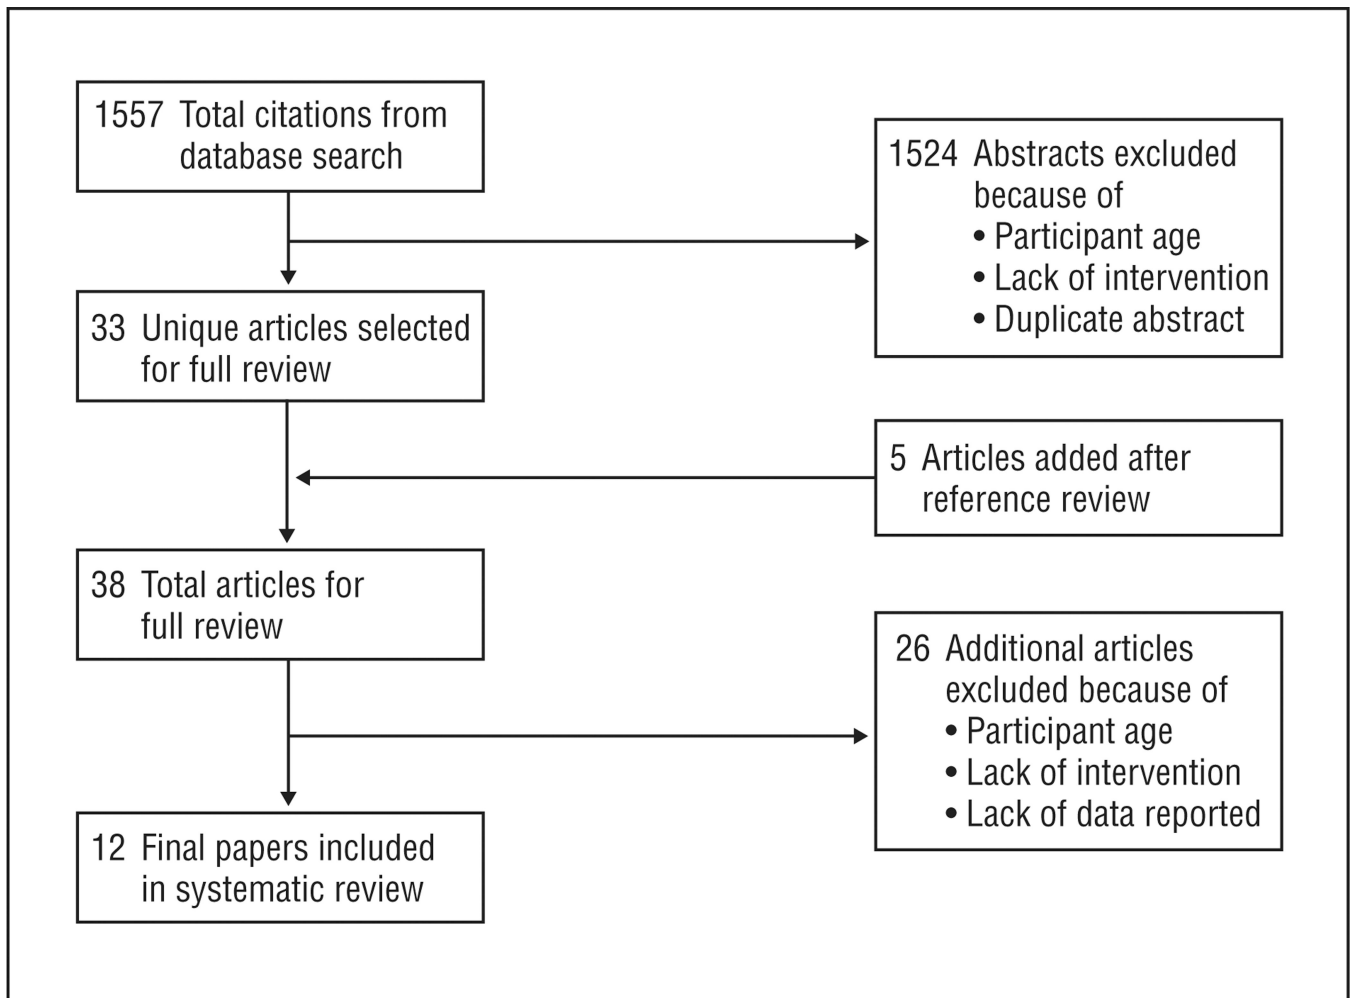 1557 Total citations from
database search
1524 Abstracts excluded
because of
• Participant age
• Lack of intervention
• Duplicate abstract
33 Unique articles selected
for full review
5 Articles added after
reference review
38 Total articles for
full review
26 Additional articles
excluded because of
• Participant age
• Lack of intervention
• Lack of data reported
12 Final papers included
in systematic review